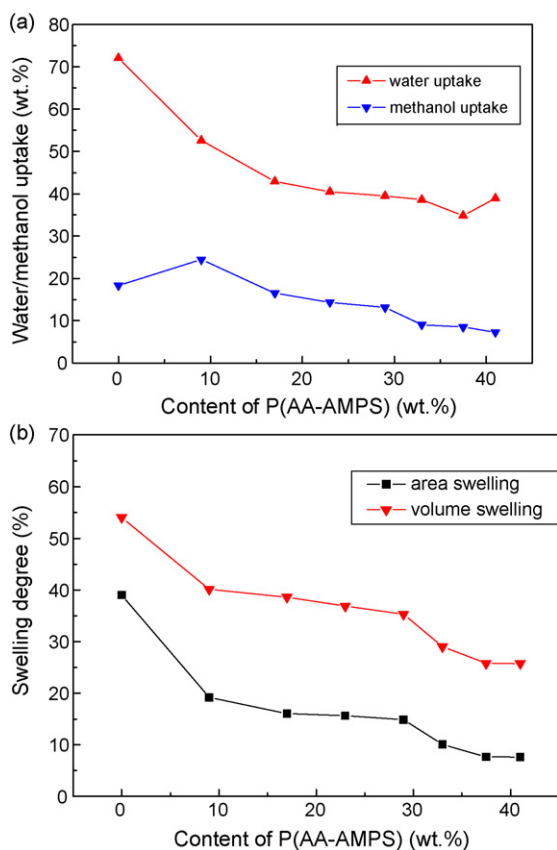 (a)
80
70
60
50
40
30
20
10
0
Water/methanol uptake (wt.%)
water uptake
methanol uptake
0 10 20 30 40
Content of P(AA-AMPS) (wt.%)
(b)
70
60
50
40
30
20
10
0
Swelling degree (%)
area swelling
volume swelling
0 10 20 30 40
Content of P(AA-AMPS) (wt.%)